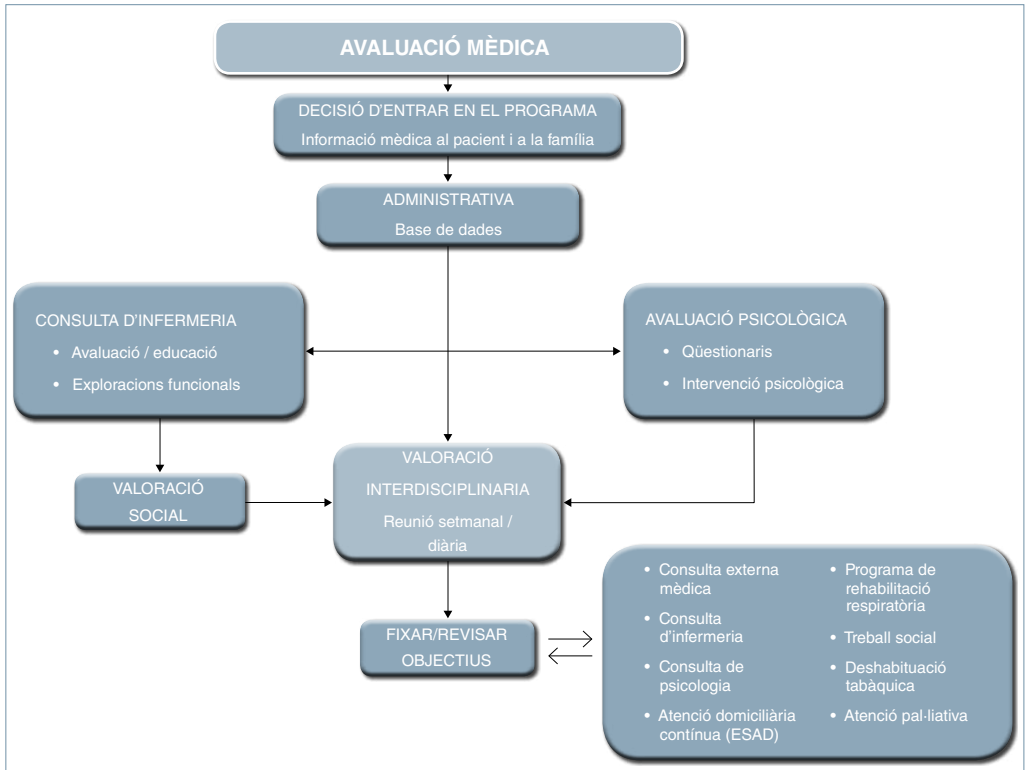 AVALUACIÓ MÈDICA
DECISIÓ D'ENTRAR EN EL PROGRAMA
Informació mèdica al pacient i a la família
ADMINISTRATIVA
Base de dades
CONSULTA D'INFERMERIA
• Avaluació / educació
• Exploracions funcionals
AVALUACIÓ PSICOLÒGICA
• Qüestionaris
• Intervenció psicològica
VALORACIÓ
SOCIAL
VALORACIÓ
INTERDISCIPLINARIA
Reunió setmanal /
diària
FIXAR/REVISAR
OBJECTIUS
• Consulta externa
mèdica
• Consulta
d'infermeria
• Consulta de
psicologia
• Atenció domiciliària
contínua (ESAD)
• Programa de
rehabilitació
respiratòria
• Treball social
• Deshabituació
tabàquica
• Atenció pal·liativa